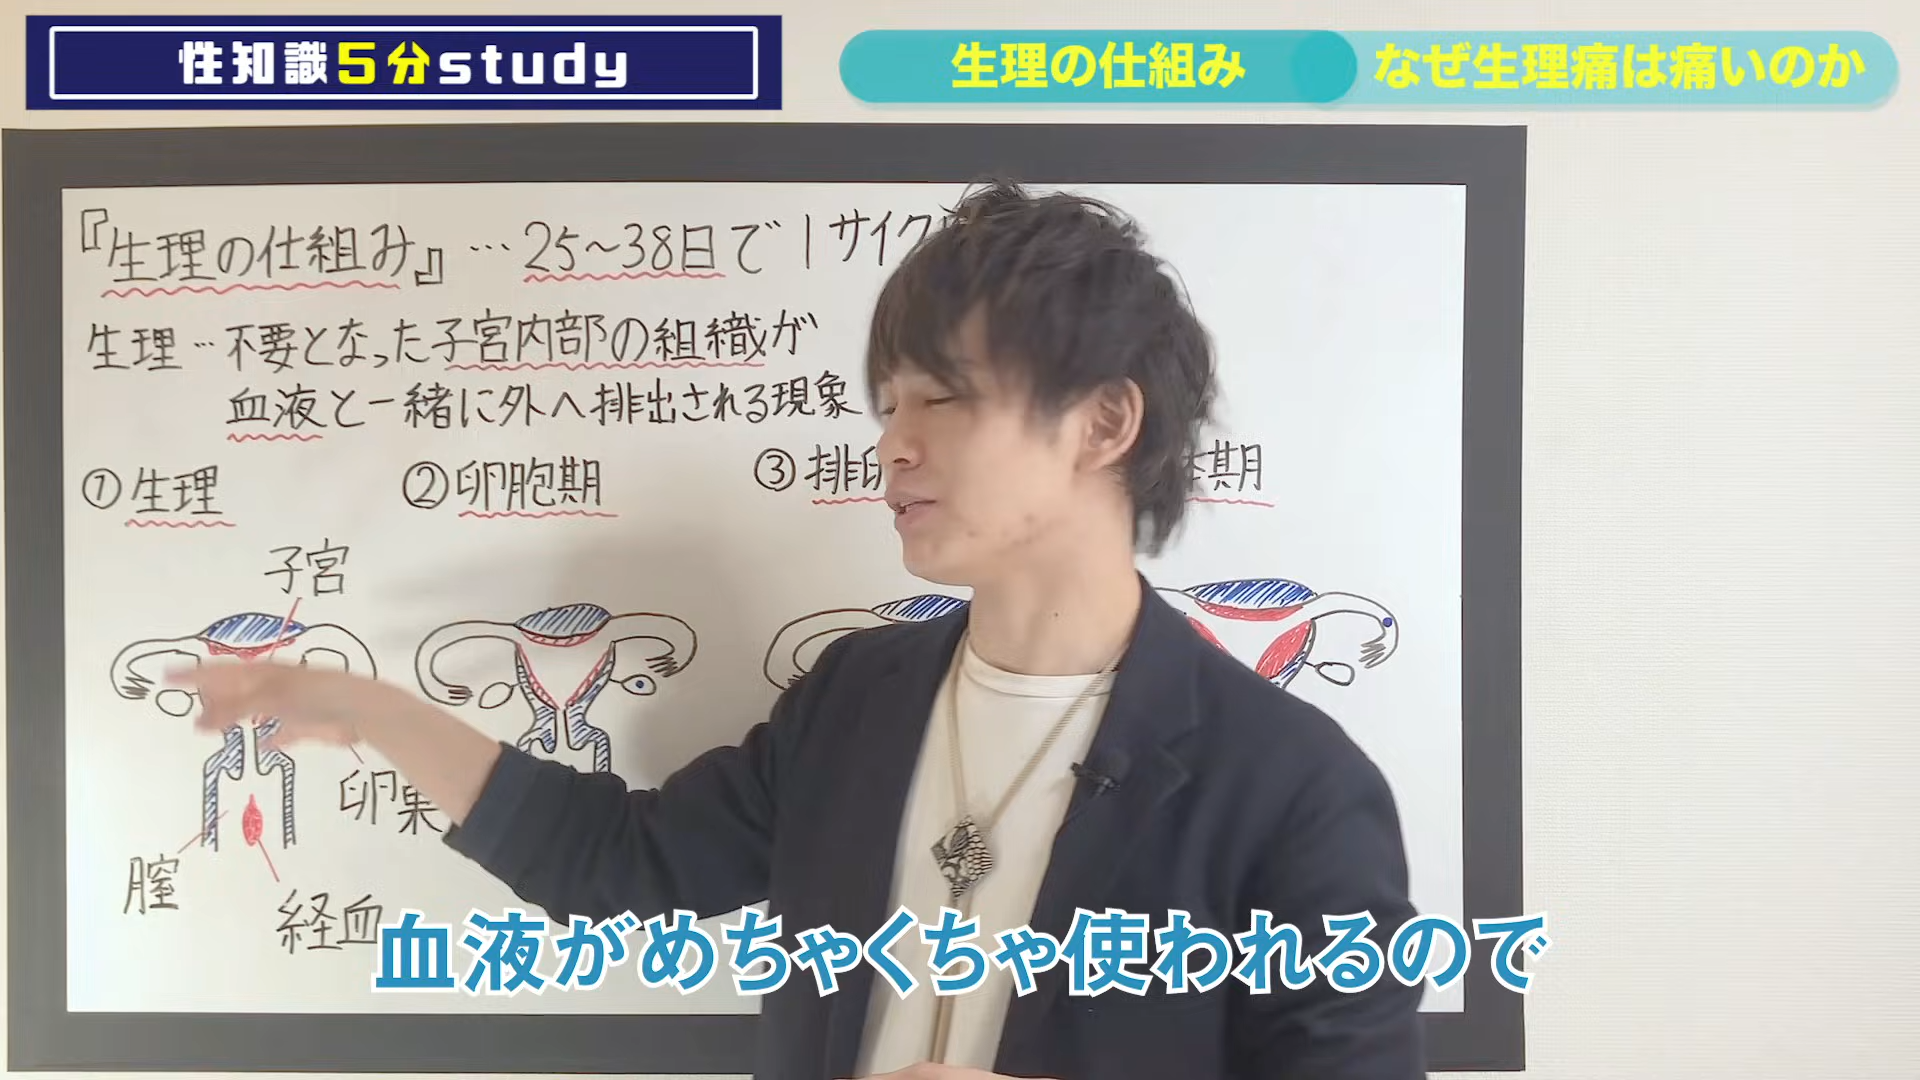 性知識5分study
生理の仕組み
なぜ生理痛は痛いのか
『生理の仕組み』…25〜38日で1サイク
生理…不要となった子宮内部の組織が
血液と一緒に外へ排出される現象
①生理
②卵胞期
③排卵
期
子宮
卵巣
膣
経血
血液がめちゃくちゃ使われるので